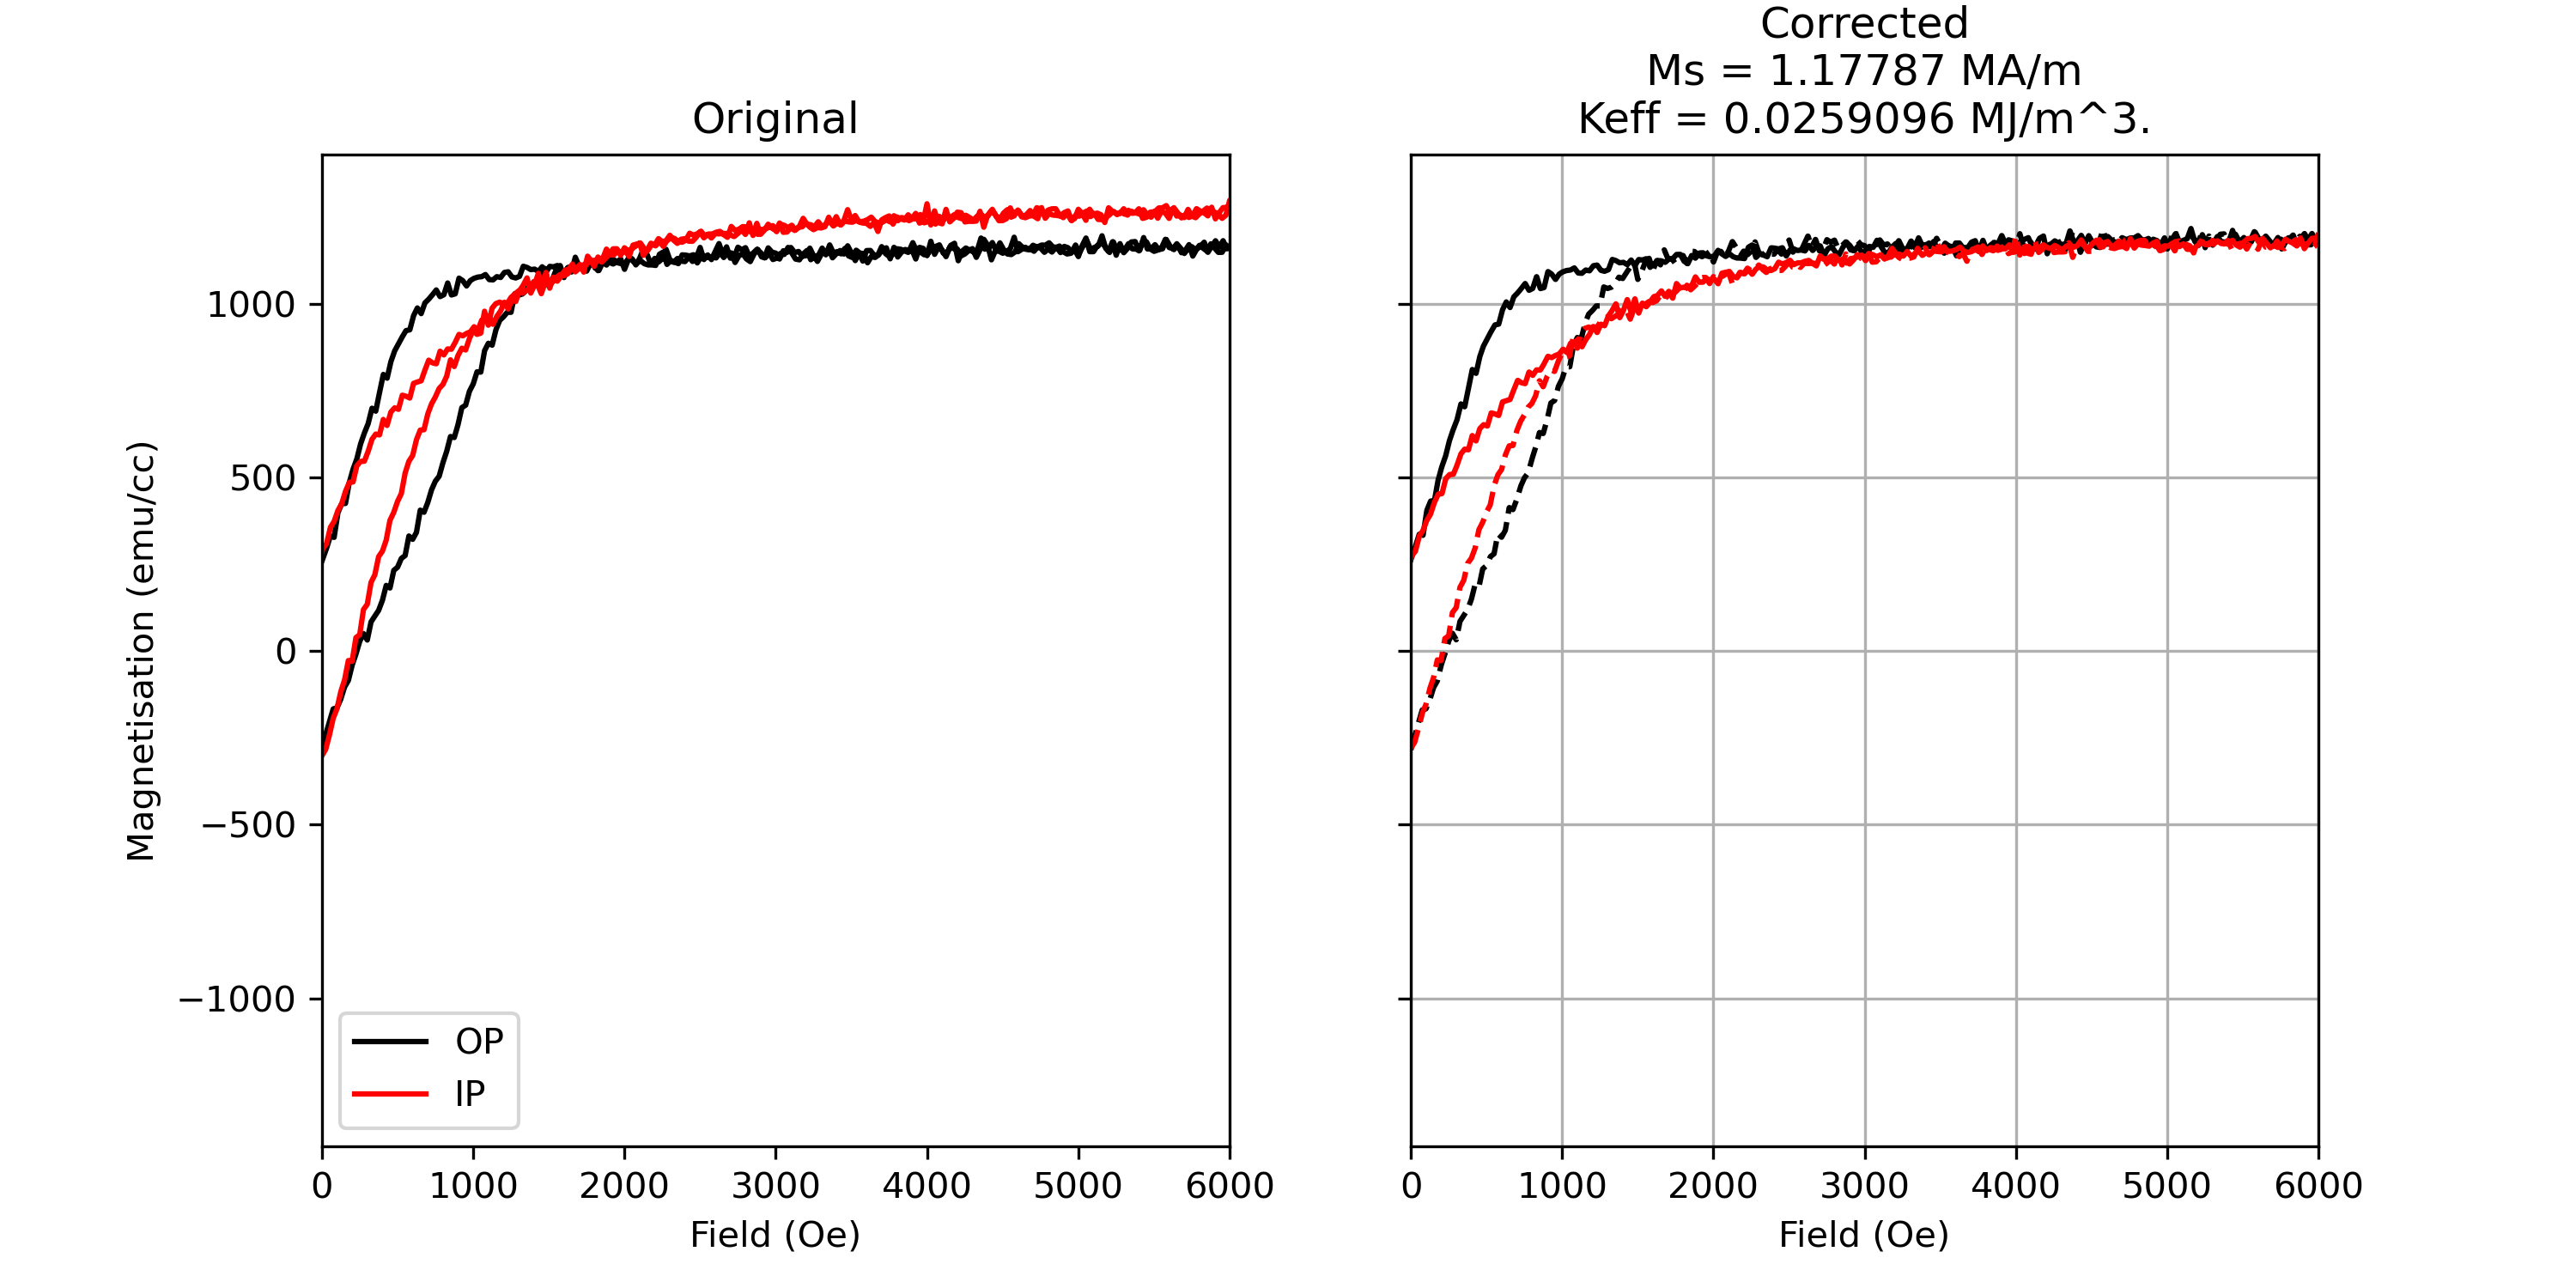 Original
Corrected
Ms = 1.17787 MA/m
Keff = 0.0259096 MJ/m^3.
Magnetisation (emu/cc)
1000
500
0
−500
−1000
OP
IP
0 1000 2000 3000 4000 5000 6000
Field (Oe)
0 1000 2000 3000 4000 5000 6000
Field (Oe)